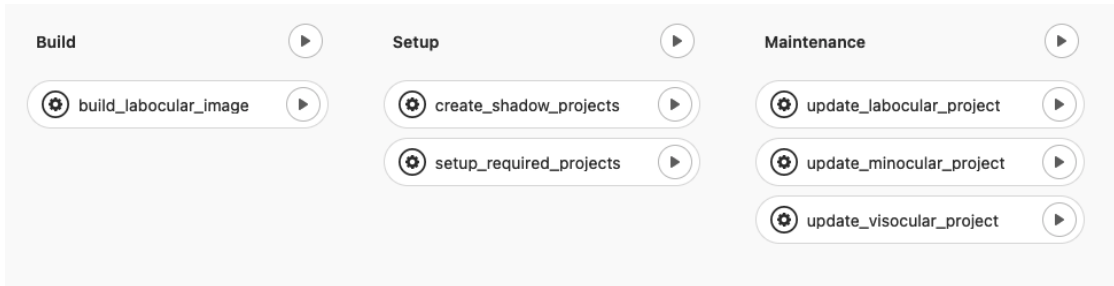 Build
build_labocular_image
Setup
create_shadow_projects
setup_required_projects
Maintenance
update_labocular_project
update_minocular_project
update_visocular_project